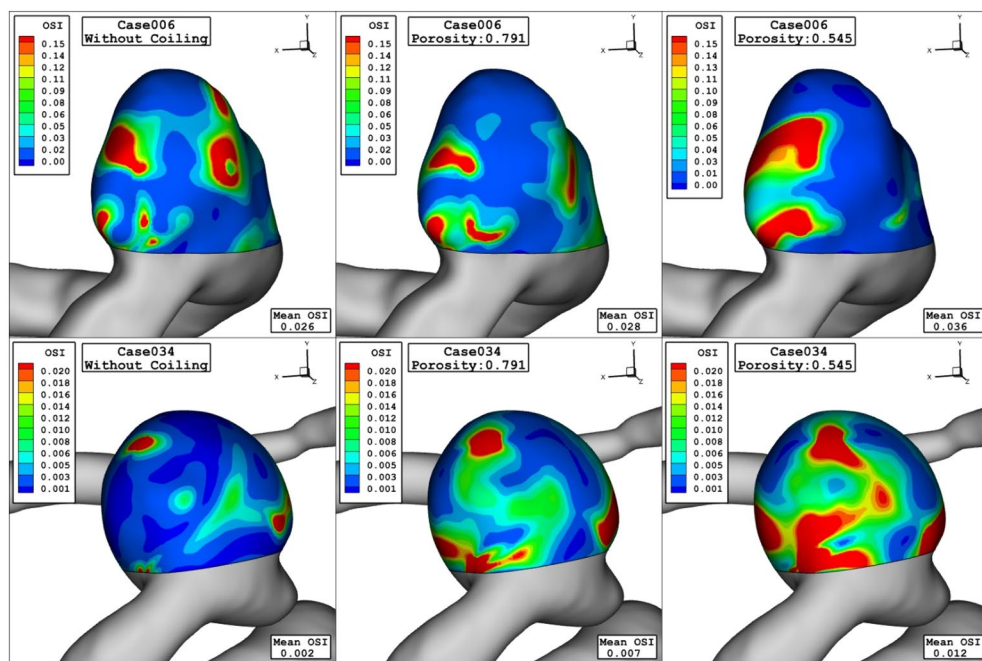 OSI
0.15
0.14
0.12
0.11
0.09
0.08
0.06
0.05
0.03
0.02
0.00
Case006
Without Coiling
Y
X
Z
Mean OSI
0.026
OSI
0.15
0.14
0.12
0.11
0.09
0.08
0.06
0.05
0.03
0.02
0.00
Case006
Porosity:0.791
Y
X
Z
Mean OSI
0.028
OSI
0.15
0.14
0.13
0.11
0.10
0.09
0.07
0.06
0.04
0.03
0.01
0.00
Case006
Porosity:0.545
Y
X
Z
Mean OSI
0.036
OSI
0.020
0.018
0.016
0.014
0.012
0.010
0.008
0.006
0.005
0.003
0.001
Case034
Without Coiling
Y
X
Z
Mean OSI
0.002
OSI
0.020
0.018
0.016
0.014
0.012
0.010
0.008
0.006
0.005
0.003
0.001
Case034
Porosity:0.791
Y
X
Z
Mean OSI
0.007
OSI
0.020
0.018
0.016
0.014
0.012
0.010
0.008
0.006
0.005
0.003
0.001
Case034
Porosity:0.545
Y
X
Z
Mean OSI
0.012